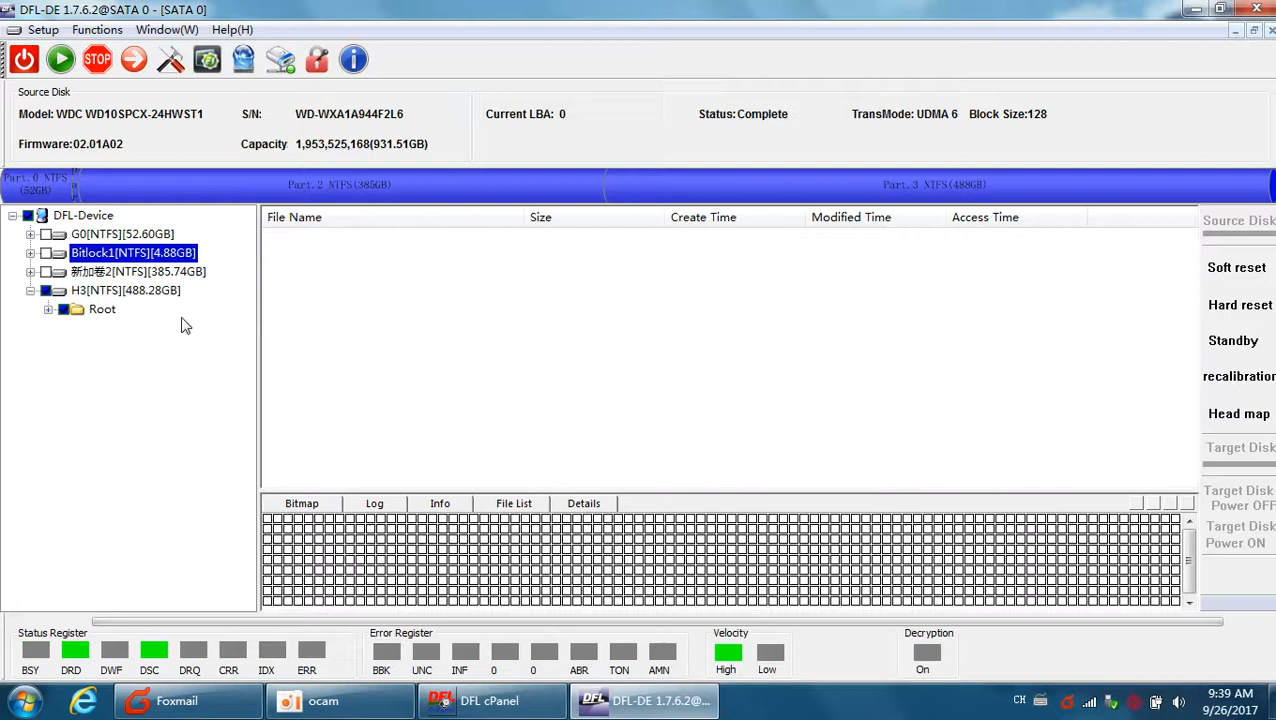 DFL-DE 1.7.6.2@SATA 0 - [SATA 0]
Setup Functions Window(W) Help(H)
STOP
Source Disk
Model: WDC WD10SPCX-24HWST1 S/N: WD-WXA1A944F2L6 Current LBA: 0 Status:Complete TransMode: UDMA 6 Block Size:128
Firmware:02.01A02 Capacity 1,953,525,168(931.51GB)
Part.0 NTFS
(52GB)
Part.2 NTFS(385GB) Part.3 NTFS(488GB)
DFL-Device
G0[NTFS][52.60GB]
Bitlock1[NTFS][4.88GB]
新加卷2[NTFS][385.74GB]
H3[NTFS][488.28GB]
Root
File Name Size Create Time Modified Time Access Time
Source Disk
Soft reset
Hard reset
Standby
recalibration
Head map
Target Disk
Target Disk
Power OFF
Target Disk
Power ON
Bitmap Log Info File List Details
Status Register Error Register Velocity Decryption
BSY DRD DWF DSC DRQ CRR IDX ERR BBK UNC INF 0 0 ABR TON AMN High Low On
Foxmail ocam DFL DFL cPanel DFL DFL-DE 1.7.6.2@... CH
9:39 AM
9/26/2017